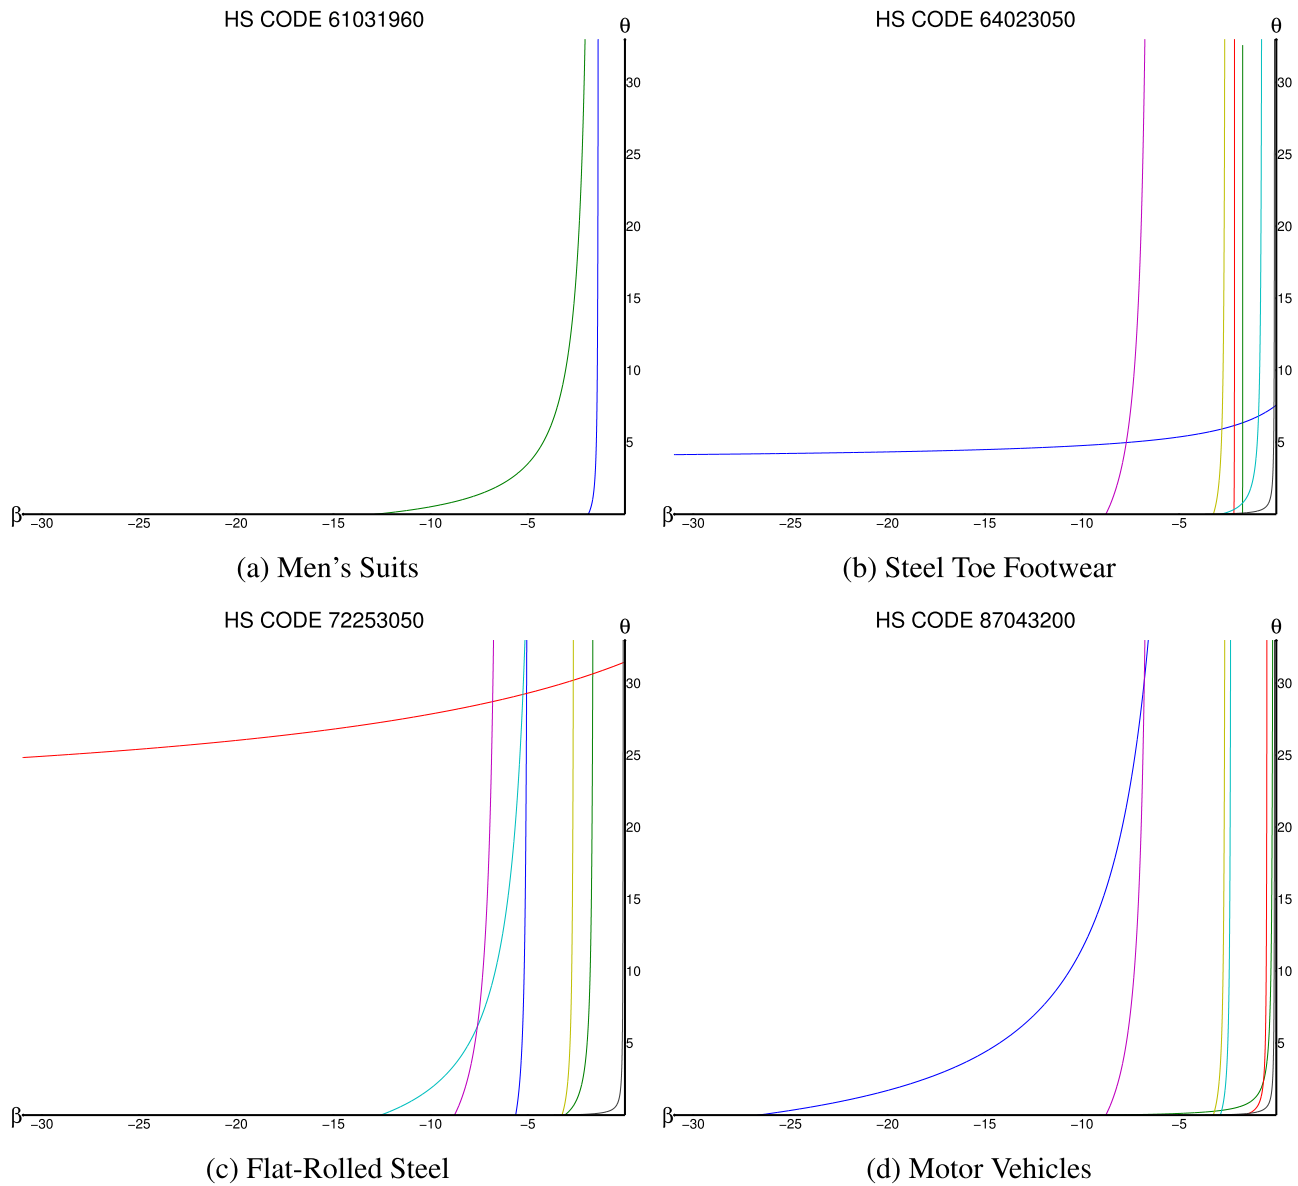 HS CODE 61031960
θ
30
25
20
15
10
5
β
−30 −25 −20 −15 −10 −5
(a) Men’s Suits
HS CODE 64023050
θ
30
25
20
15
10
5
β
−30 −25 −20 −15 −10 −5
(b) Steel Toe Footwear
HS CODE 72253050
θ
30
25
20
15
10
5
β
−30 −25 −20 −15 −10 −5
(c) Flat-Rolled Steel
HS CODE 87043200
θ
30
25
20
15
10
5
β
−30 −25 −20 −15 −10 −5
(d) Motor Vehicles